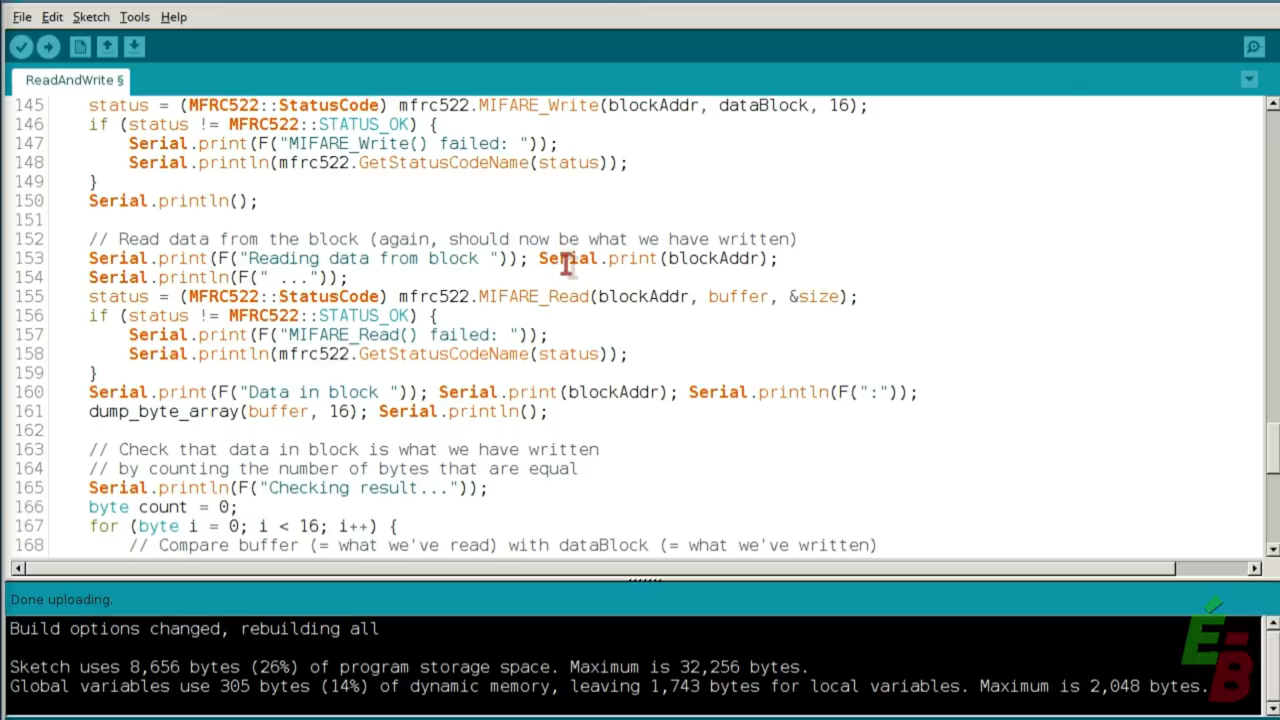 File Edit Sketch Tools Help
ReadAndWrite §
145 status = (MFRC522::StatusCode) mfrc522.MIFARE_Write(blockAddr, dataBlock, 16);
146 if (status != MFRC522::STATUS_OK) {
147 Serial.print(F("MIFARE_Write() failed: "));
148 Serial.println(mfrc522.GetStatusCodeName(status));
149 }
150 Serial.println();
151
152 // Read data from the block (again, should now be what we have written)
153 Serial.print(F("Reading data from block ")); Serial.print(blockAddr);
154 Serial.println(F(" ..."));
155 status = (MFRC522::StatusCode) mfrc522.MIFARE_Read(blockAddr, buffer, &size);
156 if (status != MFRC522::STATUS_OK) {
157 Serial.print(F("MIFARE_Read() failed: "));
158 Serial.println(mfrc522.GetStatusCodeName(status));
159 }
160 Serial.print(F("Data in block ")); Serial.print(blockAddr); Serial.println(F(":"));
161 dump_byte_array(buffer, 16); Serial.println();
162
163 // Check that data in block is what we have written
164 // by counting the number of bytes that are equal
165 Serial.println(F("Checking result..."));
166 byte count = 0;
167 for (byte i = 0; i < 16; i++) {
168 // Compare buffer (= what we've read) with dataBlock (= what we've written)
Done uploading.
Build options changed, rebuilding all
Sketch uses 8,656 bytes (26%) of program storage space. Maximum is 32,256 bytes.
Global variables use 305 bytes (14%) of dynamic memory, leaving 1,743 bytes for local variables. Maximum is 2,048 bytes.
É
B